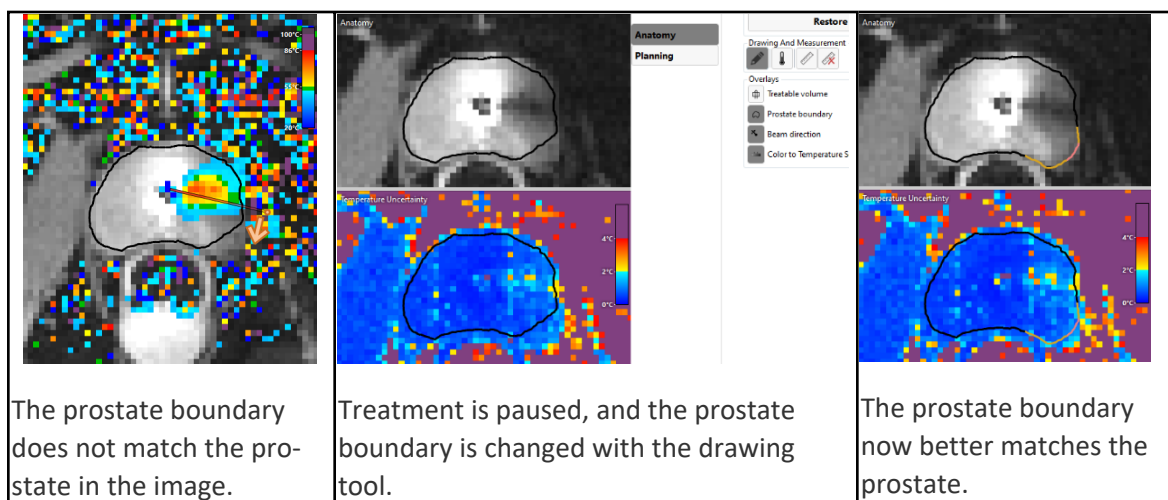 100°C
86°C
55°C
20°C
The prostate boundary
does not match the pro-
state in the image.
Anatomy
Temperature Uncertainty
4°C
2°C
0°C
Anatomy
Planning
Restore
Drawing And Measurement
Overlays
Treatable volume
Prostate boundary
Beam direction
Color to Temperature S
Treatment is paused, and the prostate
boundary is changed with the drawing
tool.
Anatomy
Temperature Uncertainty
4°C
2°C
0°C
The prostate boundary
now better matches the
prostate.